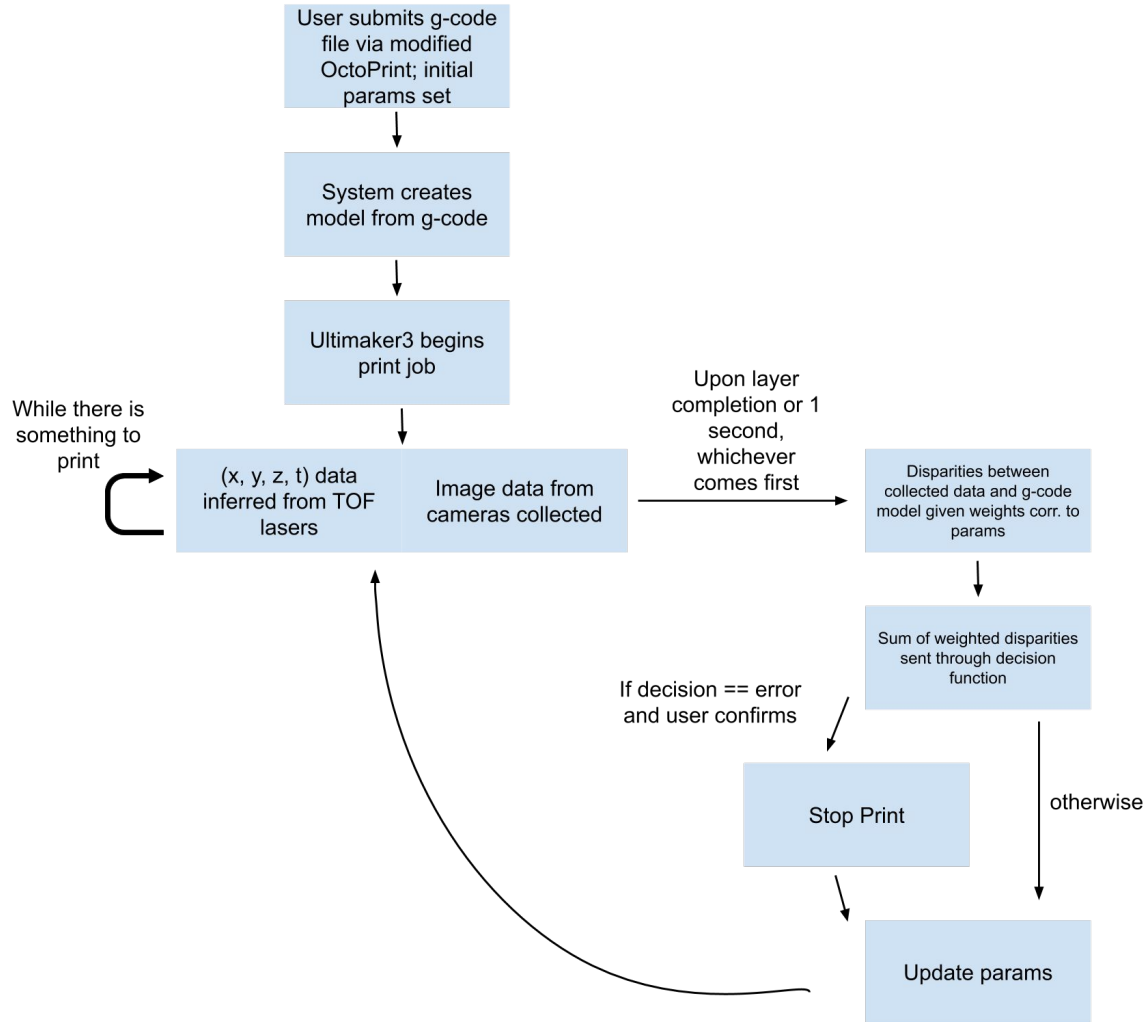 User submits g-code
file via modified
OctoPrint; initial
params set
System creates
model from g-code
Ultimaker3 begins
print job
While there is
something to
print
(x, y, z, t) data
inferred from TOF
lasers
Image data from
cameras collected
Upon layer
completion or 1
second,
whichever
comes first
Disparities between
collected data and g-code
model given weights corr. to
params
Sum of weighted disparities
sent through decision
function
If decision == error
and user confirms
Stop Print
otherwise
Update params